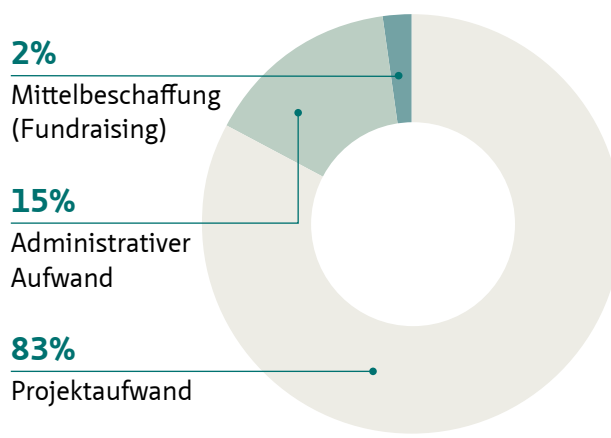 2%
Mittelbeschaffung
(Fundraising)
15%
Administrativer
Aufwand
83%
Projektaufwand